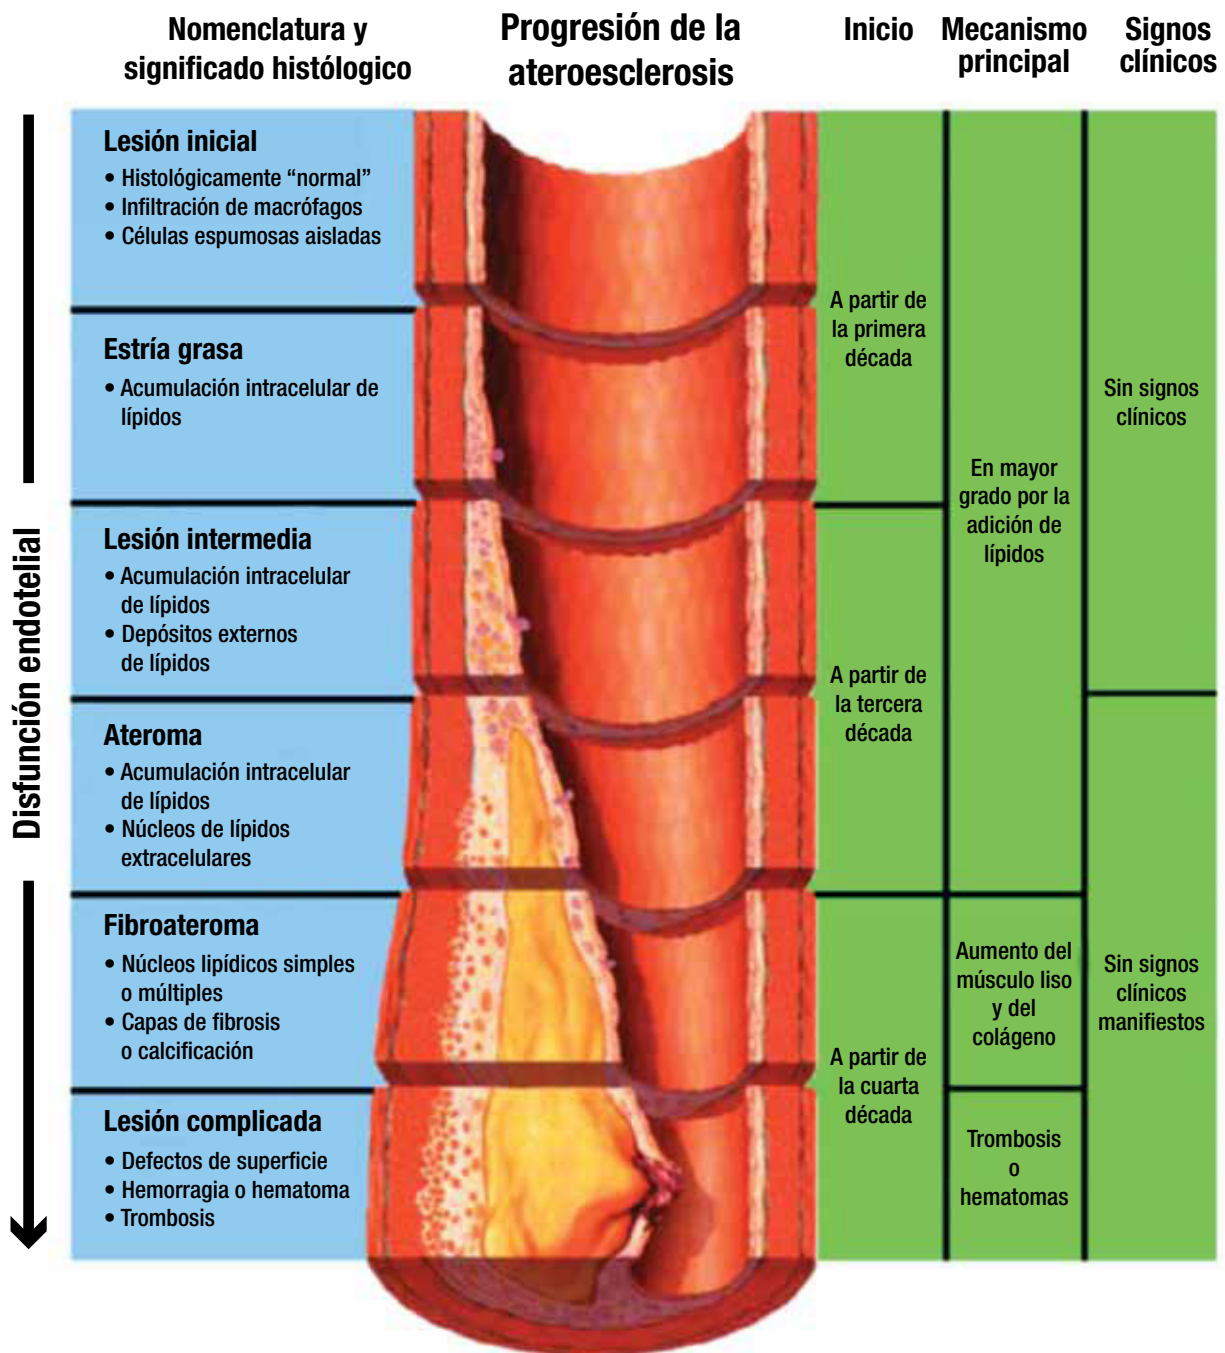 Nomenclatura y
significado histólogico
Progresión de la
ateroesclerosis
Inicio
Mecanismo
principal
Signos
clínicos
Disfunción endotelial
Lesión inicial
• Histológicamente “normal”
• Infiltración de macrófagos
• Células espumosas aisladas
Estría grasa
• Acumulación intracelular de
lípidos
Lesión intermedia
• Acumulación intracelular
de lípidos
• Depósitos externos
de lípidos
Ateroma
• Acumulación intracelular
de lípidos
• Núcleos de lípidos
extracelulares
Fibroateroma
• Núcleos lipídicos simples
o múltiples
• Capas de fibrosis
o calcificación
Lesión complicada
• Defectos de superficie
• Hemorragia o hematoma
• Trombosis
A partir de
la primera
década
A partir de
la tercera
década
A partir de
la cuarta
década
En mayor
grado por la
adición de
lípidos
Aumento del
músculo liso
y del
colágeno
Trombosis
o
hematomas
Sin signos
clínicos
Sin signos
clínicos
manifiestos